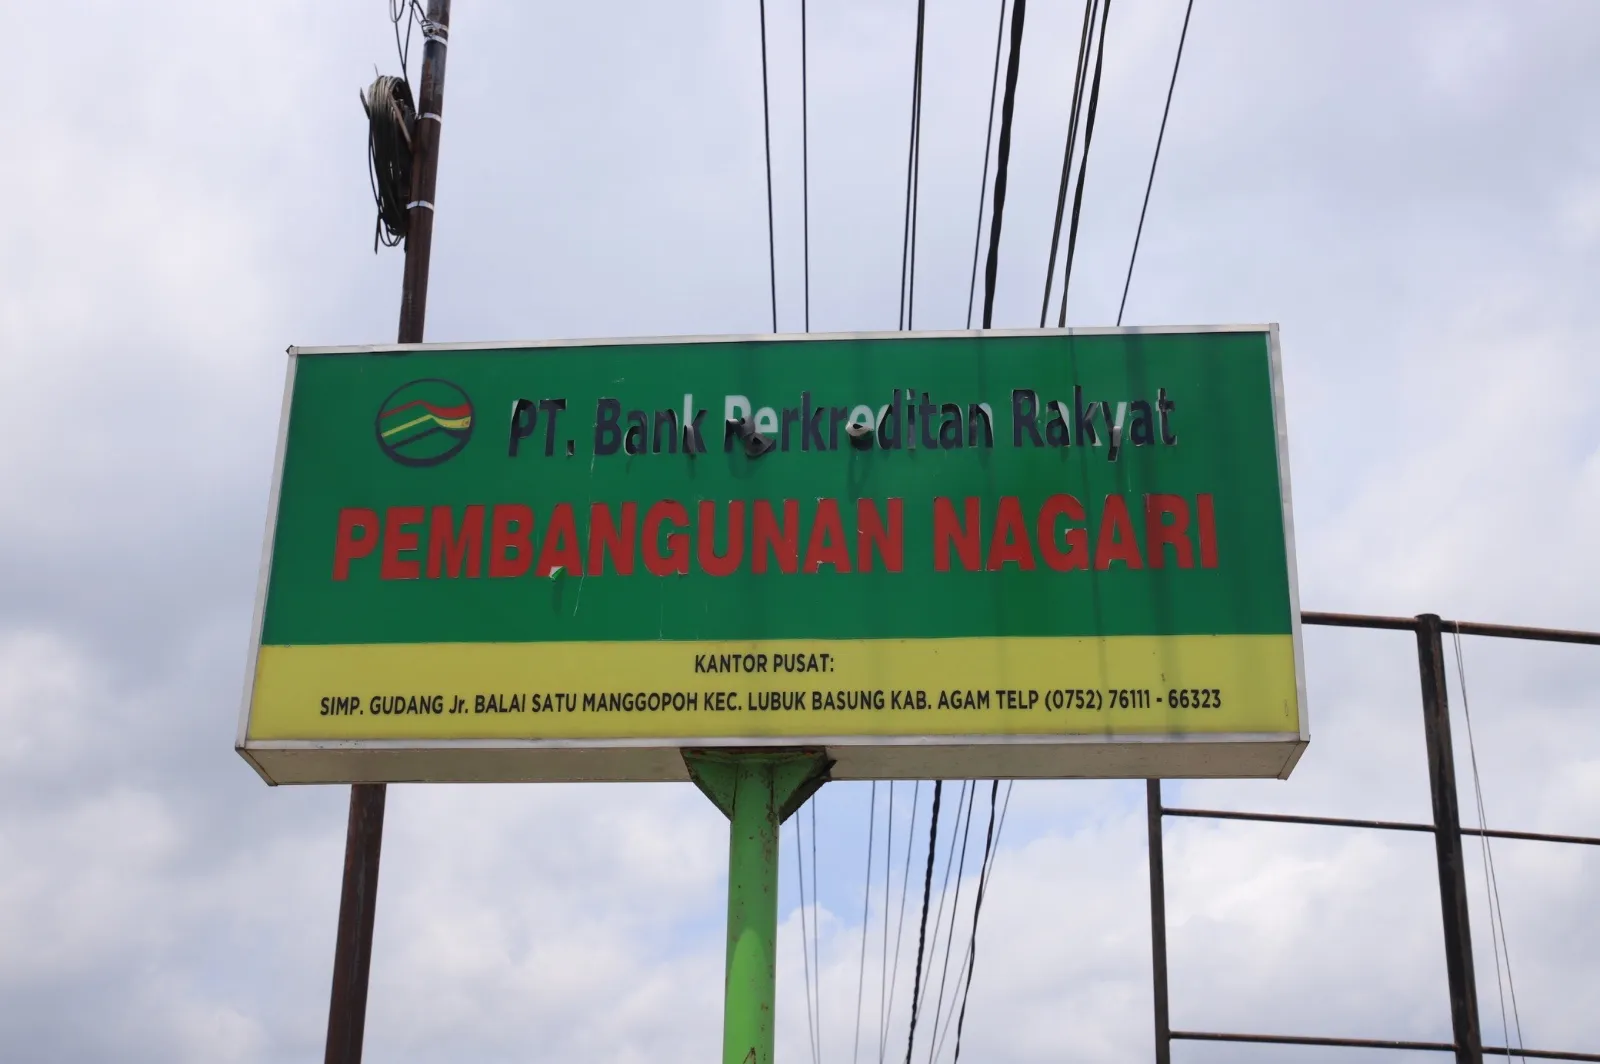 PT. Bank Perkreditan Rakyat
PEMBANGUNAN NAGARI
KANTOR PUSAT:
SIMP. GUDANG Jr. BALAI SATU MANGGOPOH KEC. LUBUK BASUNG KAB. AGAM TELP (0752) 76111 - 66323